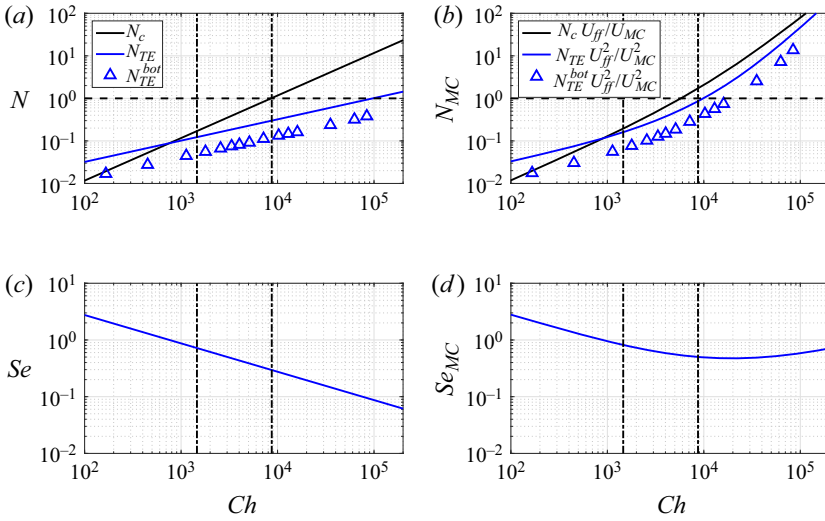 (a)
10^2
10^1
10^0
10^−1
10^−2
N
N_c
N_TE
N_TE^bot
10^2 10^3 10^4 10^5
(b)
10^2
10^1
10^0
10^−1
10^−2
N_MC
N_c U_ff/U_MC
N_TE U_ff^2/U_MC^2
N_TE^bot U_ff^2/U_MC^2
10^2 10^3 10^4 10^5
(c)
10^1
10^0
10^−1
10^−2
Se
10^2 10^3 10^4 10^5
Ch
(d)
10^1
10^0
10^−1
10^−2
Se_MC
10^2 10^3 10^4 10^5
Ch